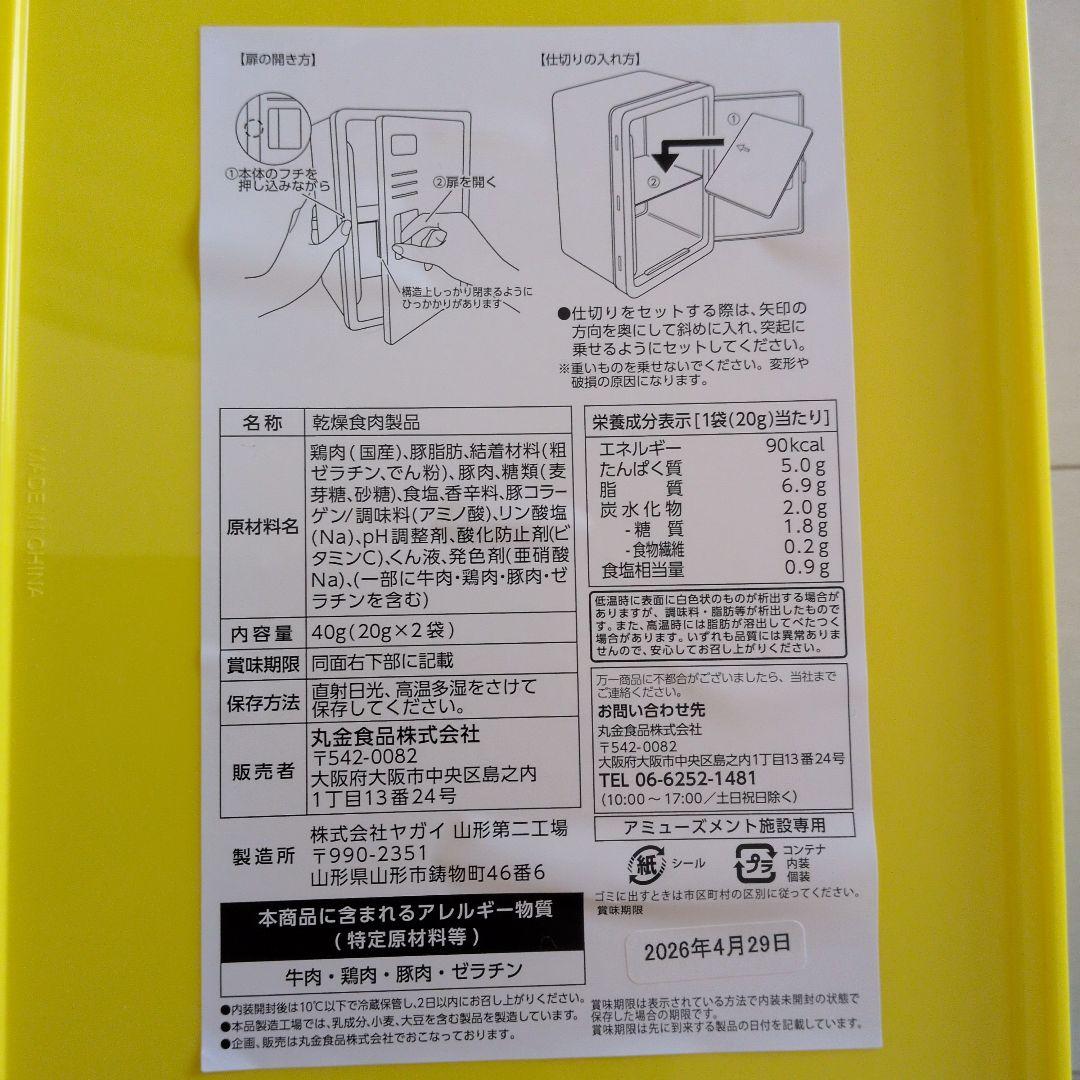 【扉の開き方】
①本体のフチを
押し込みながら
②扉を開く
構造上しっかり閉まるように
ひっかかりがあります
【仕切りの入れ方】
①
②
●仕切りをセットする際は、矢印の
方向を奥にして斜めに入れ、突起に
乗せるようにセットしてください。
※重いものを乗せないでください。変形や
破損の原因になります。
名称 乾燥食肉製品
原材料名
鶏肉(国産)、豚脂肪、結着材料(粗
ゼラチン、でん粉)、豚肉、糖類(麦
芽糖、砂糖)、食塩、香辛料、豚コラー
ゲン/調味料(アミノ酸)、リン酸塩
(Na)、pH調整剤、酸化防止剤(ビ
タミンC)、くん液、発色剤(亜硝酸
Na)、(一部に牛肉・鶏肉・豚肉・ゼ
ラチンを含む)
内容量 40g(20g×2袋)
賞味期限 同面右下部に記載
保存方法
直射日光、高温多湿をさけて
保存してください。
販売者
丸金食品株式会社
〒542-0082
大阪府大阪市中央区島之内
1丁目13番24号
製造所
株式会社ヤガイ 山形第二工場
〒990-2351
山形県山形市鋳物町46番6
本商品に含まれるアレルギー物質
(特定原材料等)
牛肉・鶏肉・豚肉・ゼラチン
●内装開封後は10℃以下で冷蔵保管し、2日以内にお召し上がりください。
●本品製造工場では、乳成分、小麦、大豆を含む製品を製造しています。
●企画、販売は丸金食品株式会社でおこなっております。
栄養成分表示[1袋(20g)当たり]
エネルギー 90kcal
たんぱく質 5.0g
脂質 6.9g
炭水化物 2.0g
-糖質 1.8g
-食物繊維 0.2g
食塩相当量 0.9g
低温時に表面に白色状のものが析出する場合が
ありますが、調味料・脂肪等が析出したもので
す。また、高温時には脂肪が溶出してべたつく
場合があります。いずれも品質には異常ありま
せんので、安心してお召し上がりください。
万一商品に不都合がございましたら、当社まで
ご連絡ください。
お問い合わせ先
丸金食品株式会社
〒542-0082
大阪府大阪市中央区島之内1丁目13番24号
TEL 06-6252-1481
(10:00～17:00/土日祝日除く)
アミューズメント施設専用
紙 シール
プラ コンテナ
内装
個装
ゴミに出すときは市区町村の区別に従ってください。
賞味期限
2026年4月29日
賞味期限は表示されている方法で内装未開封の状態で
保存した場合の期限です。
賞味期限は先に到来する製品の日付を記載しています。
MADE IN CHINA